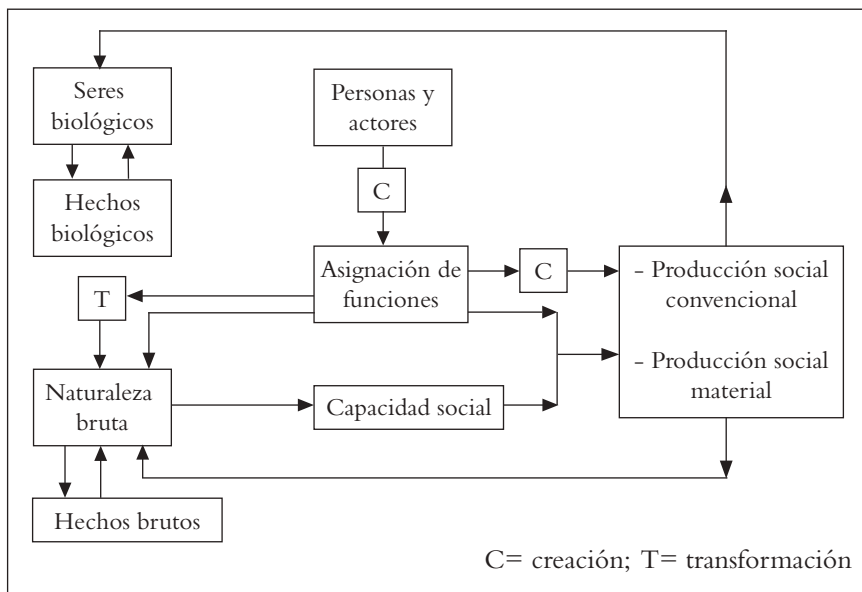 Seres
biológicos
Personas y
actores
C
Hechos
biológicos
Asignación de
funciones
C
- Producción social
convencional
T
- Producción social
material
Naturaleza
bruta
Capacidad social
Hechos brutos
C= creación; T= transformación